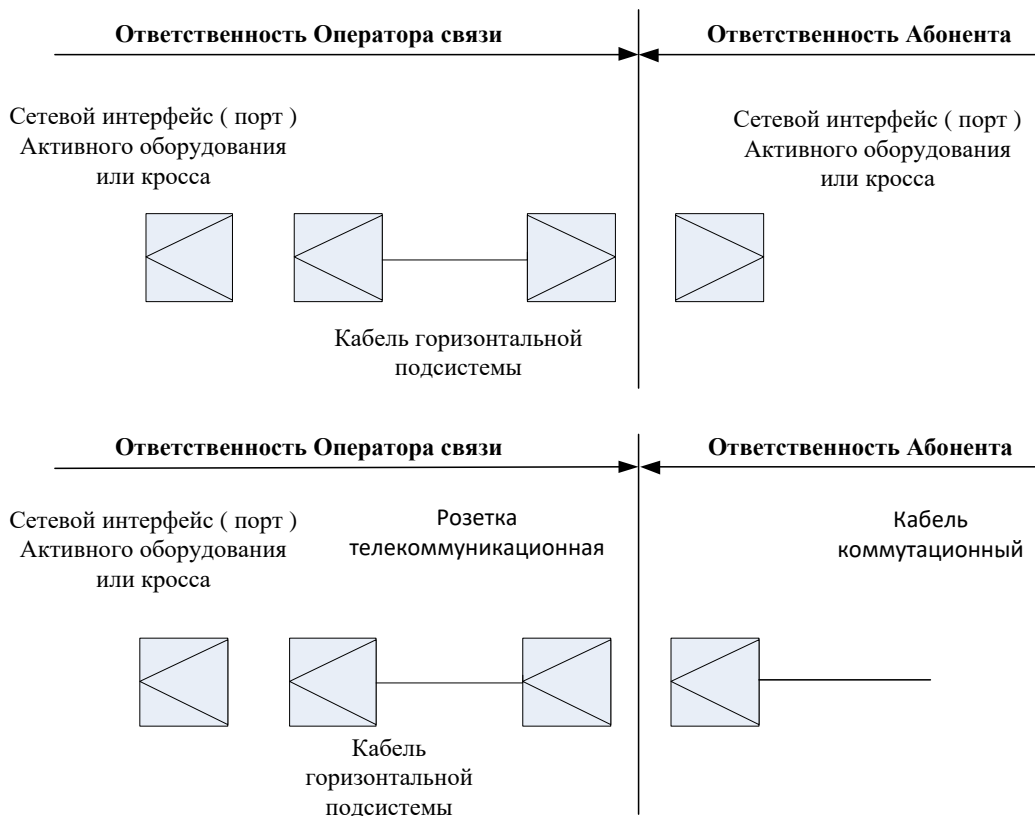 Ответственность Оператора связи
Ответственность Абонента
Сетевой интерфейс ( порт )
Активного оборудования
или кросса
Сетевой интерфейс ( порт )
Активного оборудования
или кросса
Кабель горизонтальной
подсистемы
Ответственность Оператора связи
Ответственность Абонента
Сетевой интерфейс ( порт )
Активного оборудования
или кросса
Розетка
телекоммуникационная
Кабель
коммутационный
Кабель
горизонтальной
подсистемы